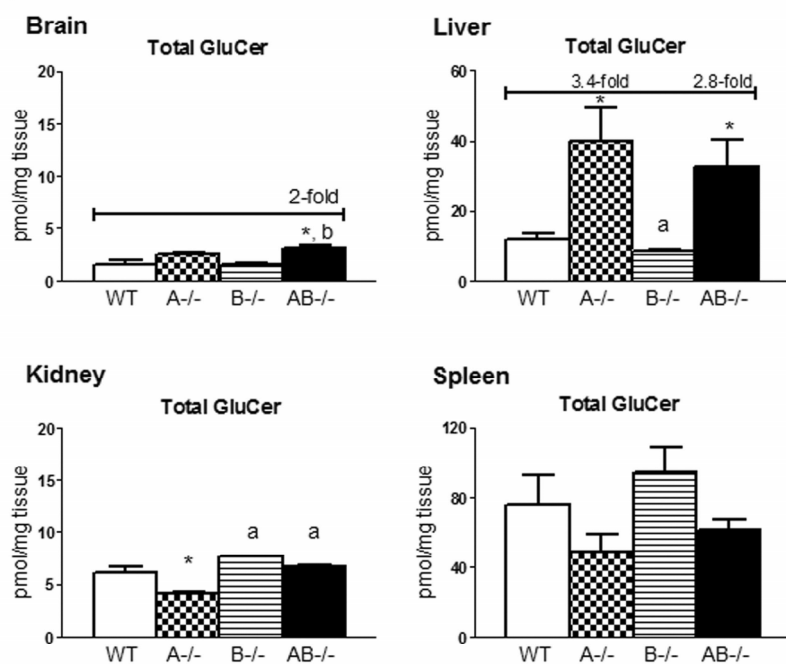 Brain
Total GluCer
pmol/mg tissue
20
15
10
5
0
2-fold
*, b
WT A-/- B-/- AB-/-
Liver
Total GluCer
pmol/mg tissue
60
40
20
0
3.4-fold 2.8-fold
* *
a
WT A-/- B-/- AB-/-
Kidney
Total GluCer
pmol/mg tissue
20
15
10
5
0
* a a
WT A-/- B-/- AB-/-
Spleen
Total GluCer
pmol/mg tissue
120
80
40
0
WT A-/- B-/- AB-/-